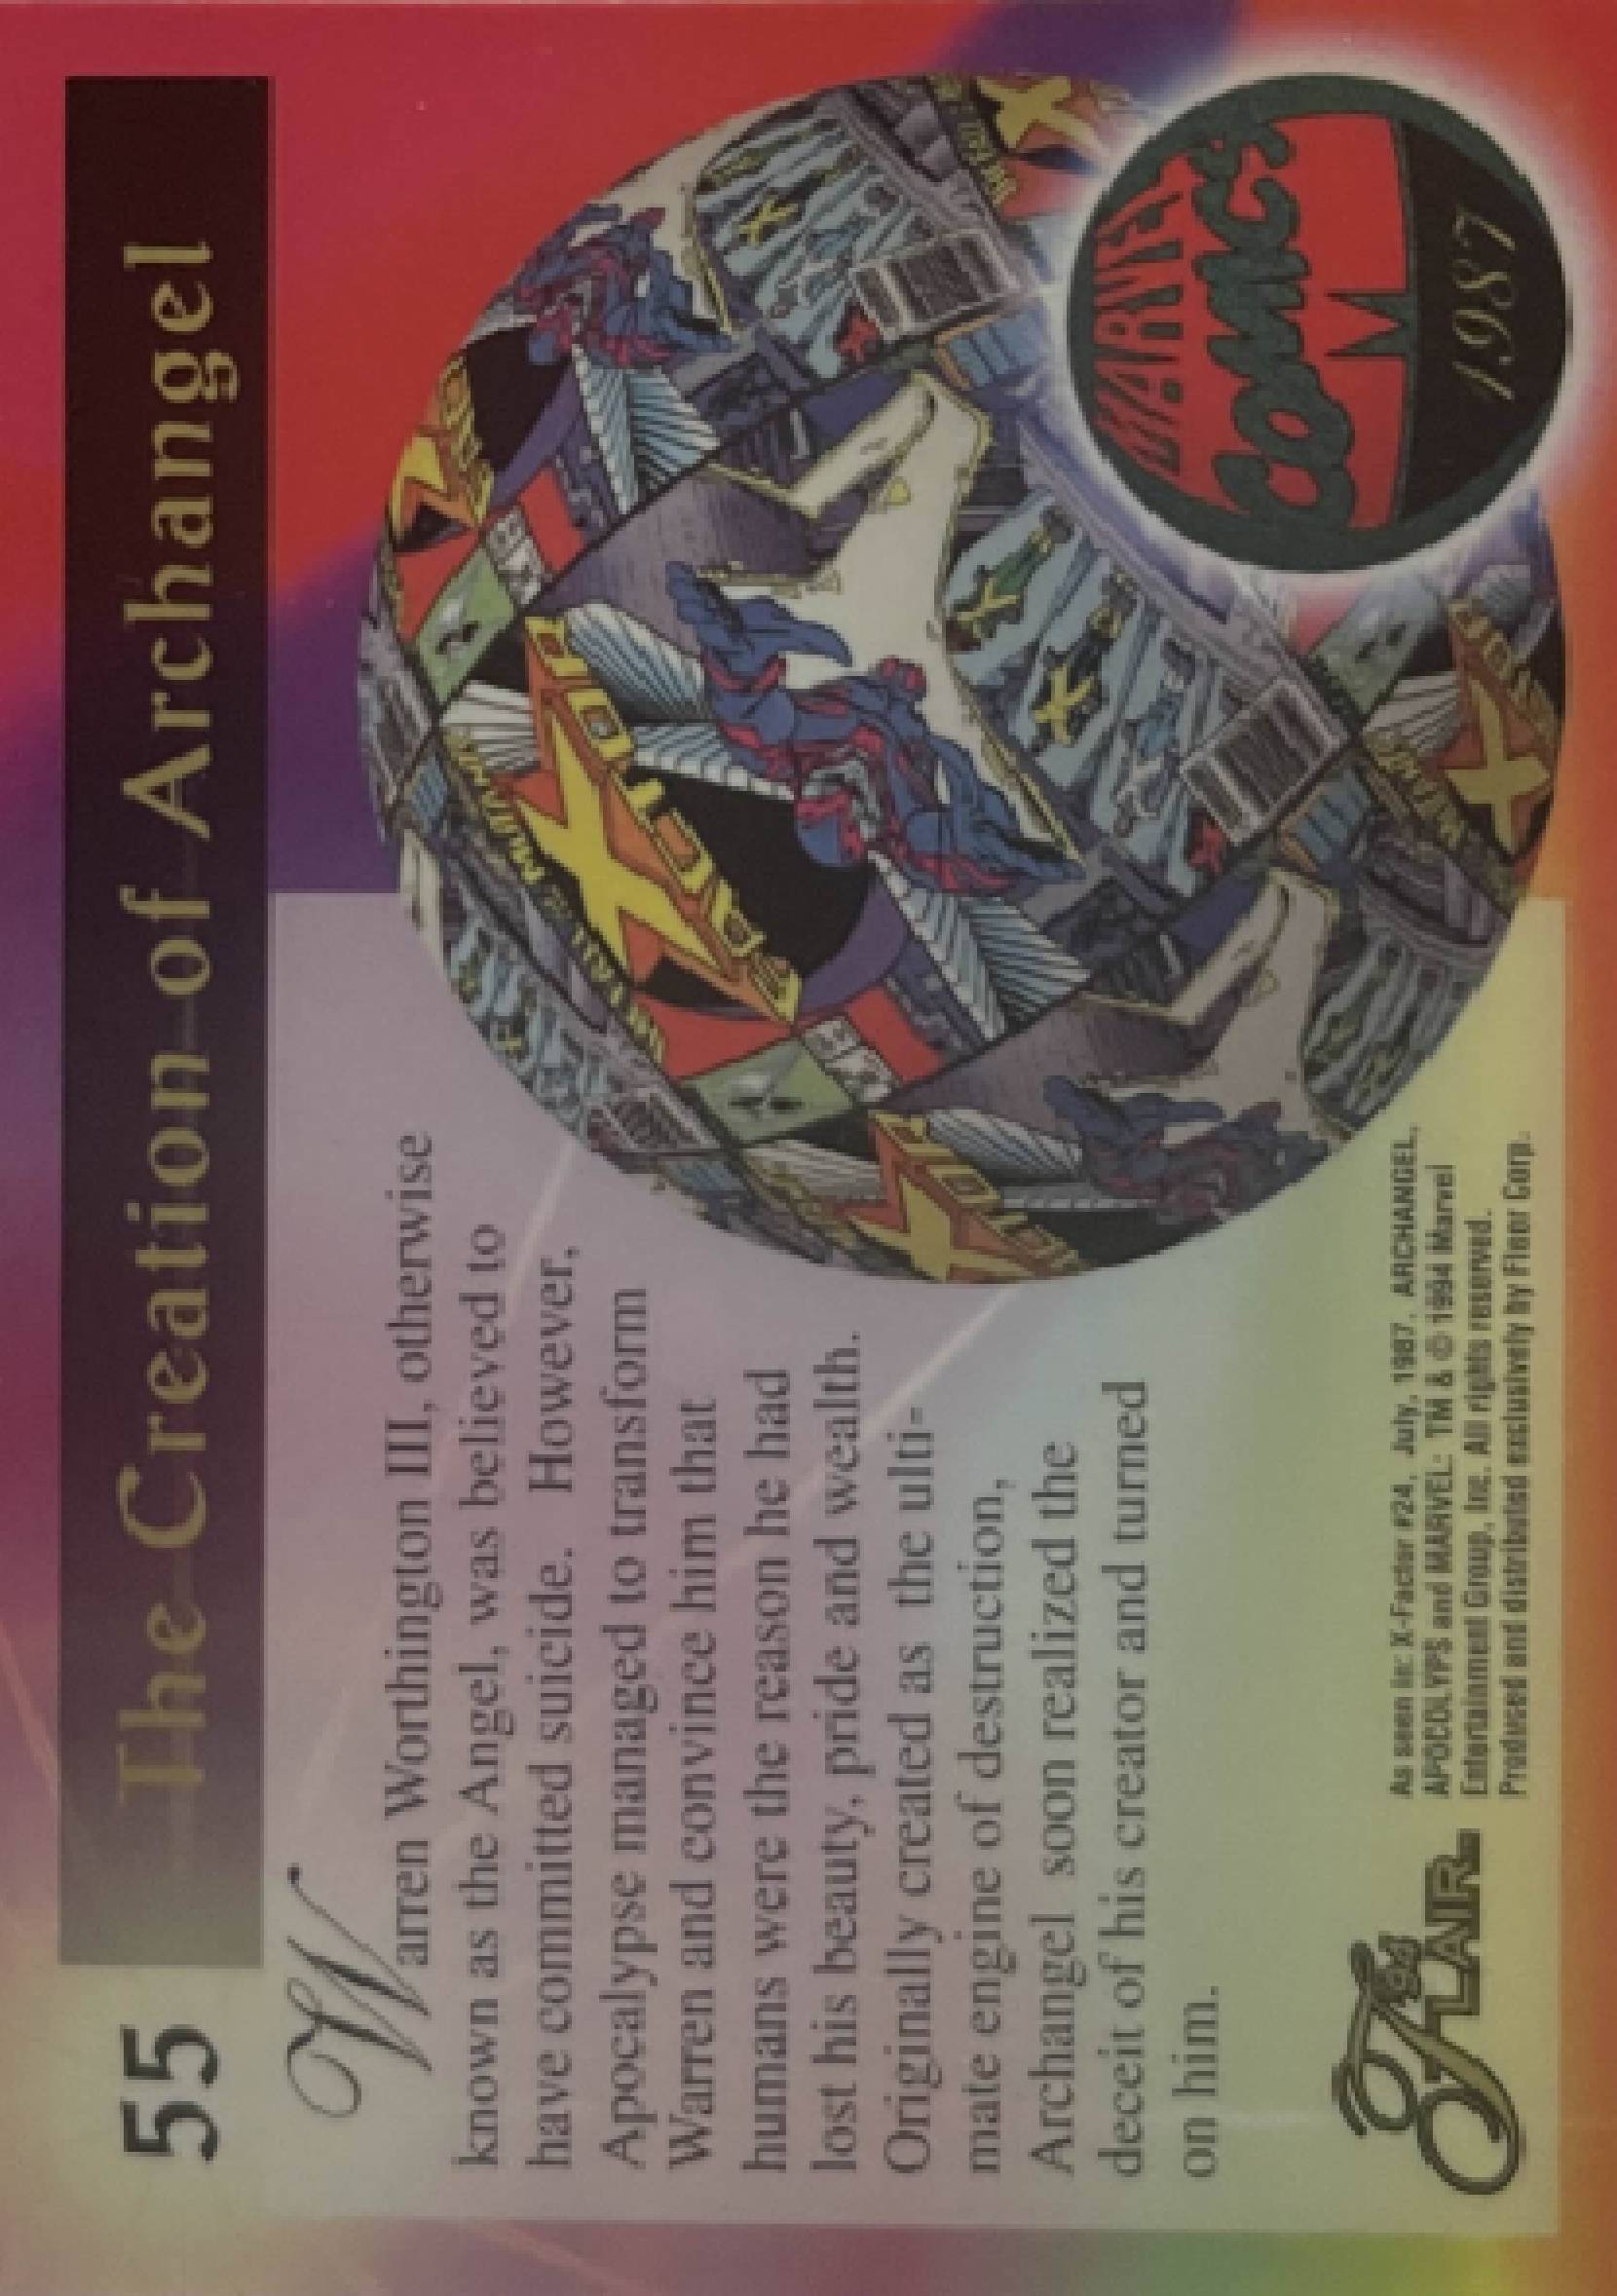 55
The Creation of Archangel
Warren Worthington III, otherwise
known as the Angel, was believed to
have committed suicide. However,
Apocalypse managed to transform
Warren and convince him that
humans were the reason he had
lost his beauty, pride and wealth.
Originally created as the ulti-
mate engine of destruction,
Archangel soon realized the
deceit of his creator and turned
on him.
X
FACTOR
MARVEL
COMICS
M
1987
'94
FLAIR
As seen in: X-Factor #24, July, 1987. ARCHANGEL,
APOCOLYPS and MARVEL: TM & © 1994 Marvel
Entertainment Group, Inc. All rights reserved.
Produced and distributed exclusively by Fleer Corp.